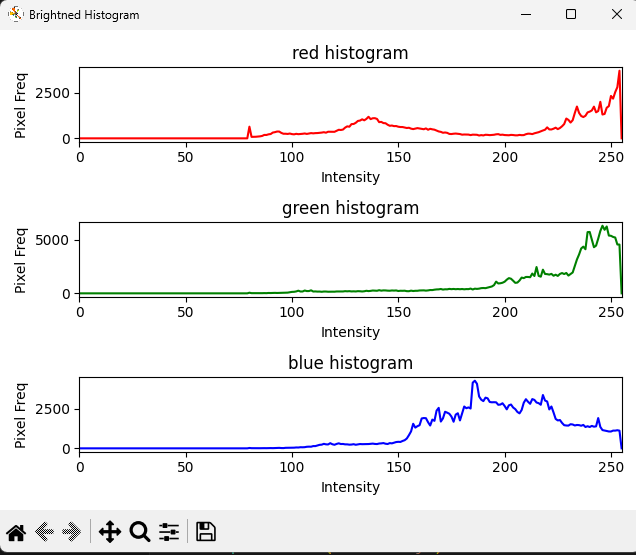 Brightned Histogram
red histogram
Pixel Freq
2500
0
0 50 100 150 200 250
Intensity
green histogram
Pixel Freq
5000
0
0 50 100 150 200 250
Intensity
blue histogram
Pixel Freq
2500
0
0 50 100 150 200 250
Intensity